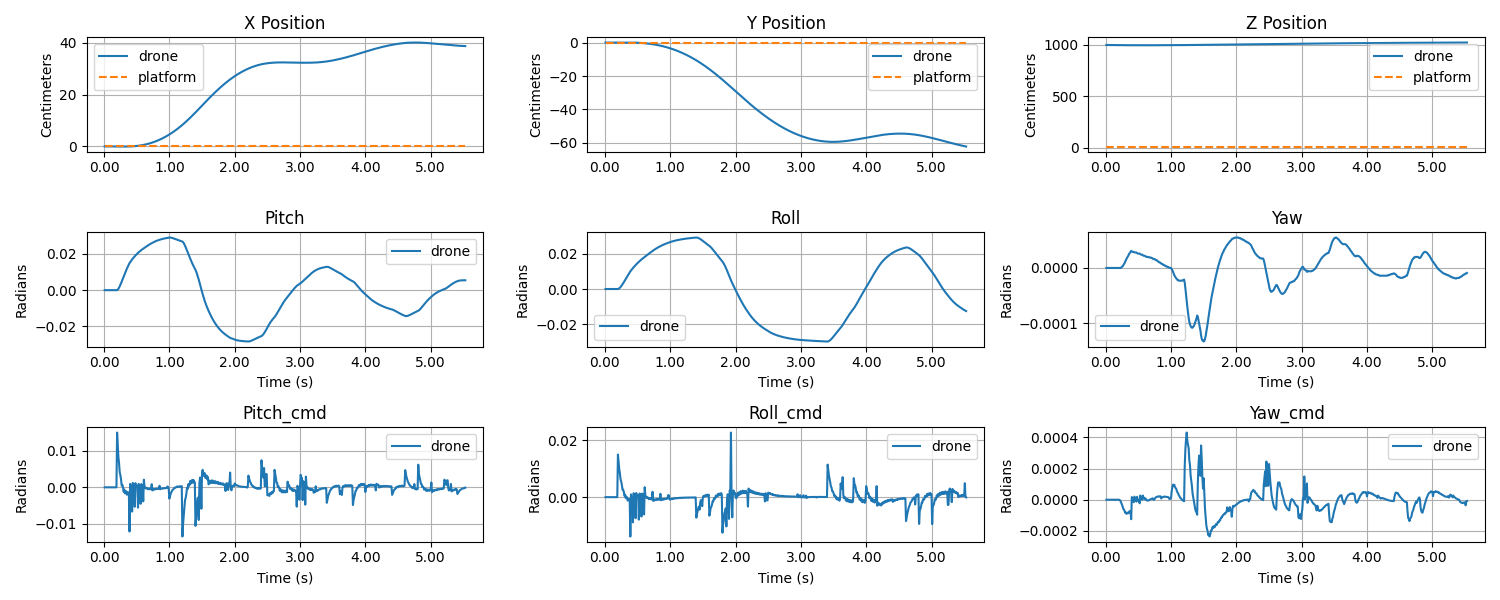 X Position
Y Position
Z Position
Centimeters
40
20
0
drone
platform
0.00 1.00 2.00 3.00 4.00 5.00
Centimeters
0
−20
−40
−60
drone
platform
0.00 1.00 2.00 3.00 4.00 5.00
Centimeters
1000
500
0
drone
platform
0.00 1.00 2.00 3.00 4.00 5.00
Pitch
Roll
Yaw
Radians
0.02
0.00
−0.02
drone
0.00 1.00 2.00 3.00 4.00 5.00
Time (s)
Radians
0.02
0.00
−0.02
drone
0.00 1.00 2.00 3.00 4.00 5.00
Time (s)
Radians
0.0000
−0.0001
drone
0.00 1.00 2.00 3.00 4.00 5.00
Time (s)
Pitch_cmd
Roll_cmd
Yaw_cmd
Radians
0.01
0.00
−0.01
drone
0.00 1.00 2.00 3.00 4.00 5.00
Time (s)
Radians
0.02
0.00
drone
0.00 1.00 2.00 3.00 4.00 5.00
Time (s)
Radians
0.0004
0.0002
0.0000
−0.0002
drone
0.00 1.00 2.00 3.00 4.00 5.00
Time (s)